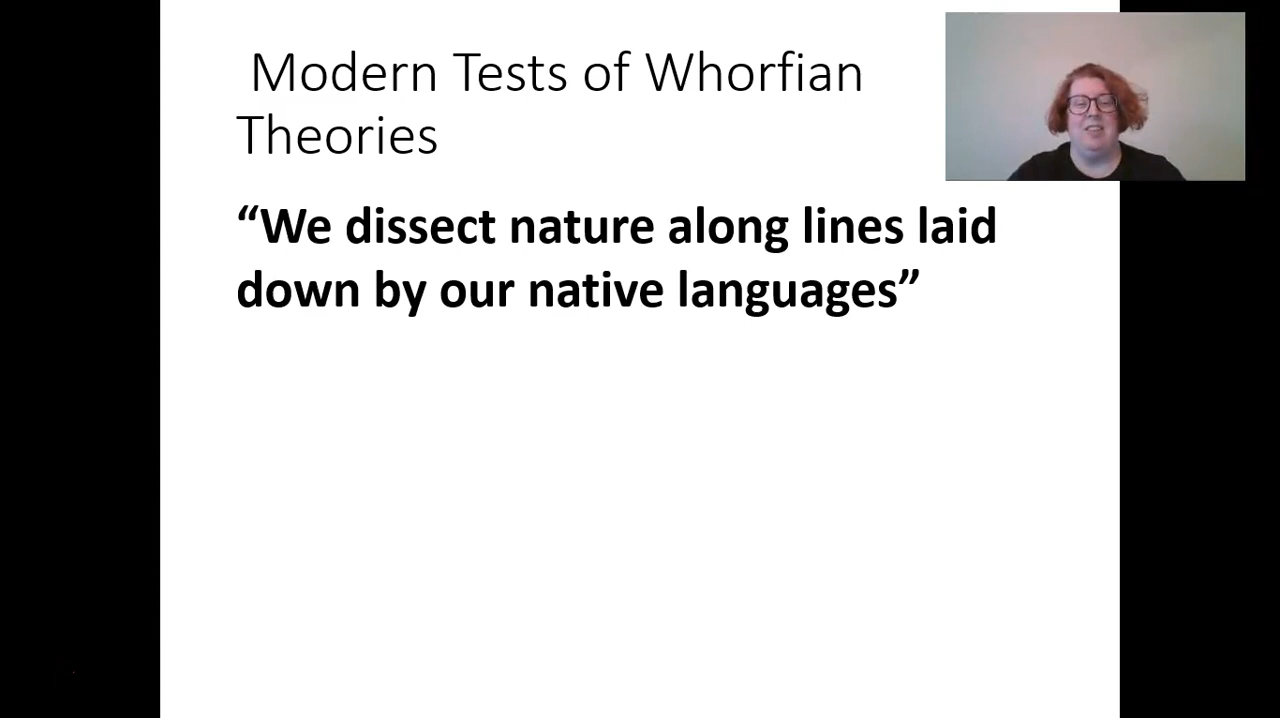 Modern Tests of Whorfian
Theories
“We dissect nature along lines laid
down by our native languages”